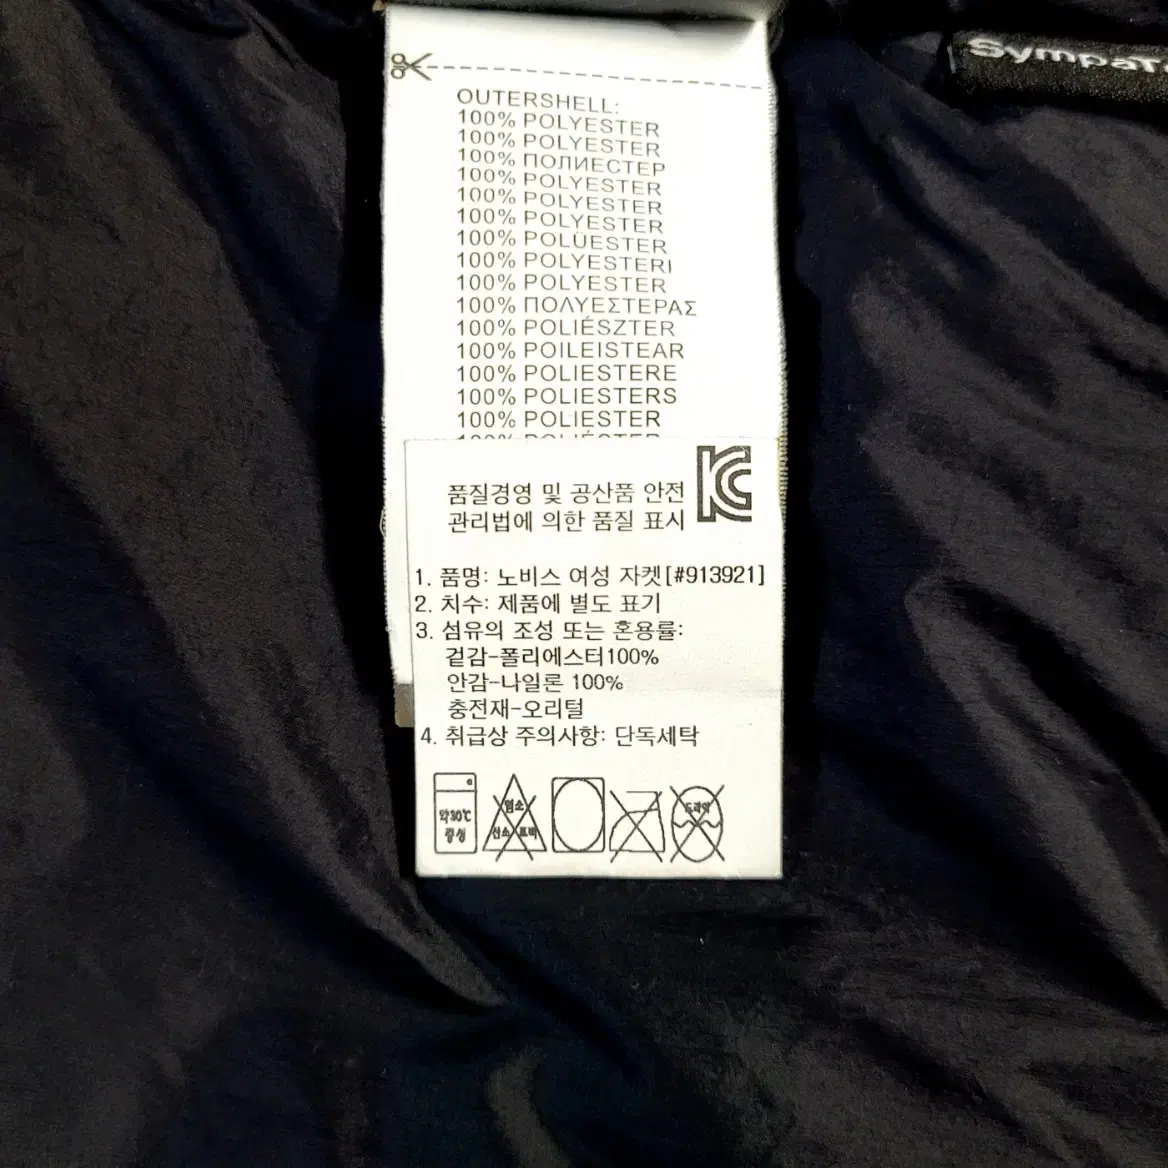 SympaT
OUTERSHELL:
100% POLYESTER
100% POLYESTER
100% ПОЛИЕСТЕР
100% POLYESTER
100% POLYESTER
100% POLYESTER
100% POLÜESTER
100% POLYESTERI
100% POLYESTER
100% ΠΟΛΥΕΣΤΕΡΑΣ
100% POLIÉSZTER
100% POILEISTEAR
100% POLIESTERE
100% POLIESTERS
100% POLIESTER
100% POLIÉSTER
품질경영 및 공산품 안전
관리법에 의한 품질 표시
1. 품명: 노비스 여성 자켓[#913921]
2. 치수: 제품에 별도 표기
3. 섬유의 조성 또는 혼용률:
겉감-폴리에스터100%
안감-나일론 100%
충전재-오리털
4. 취급상 주의사항: 단독세탁
약30℃
중성
염소
산소 표백
드라이